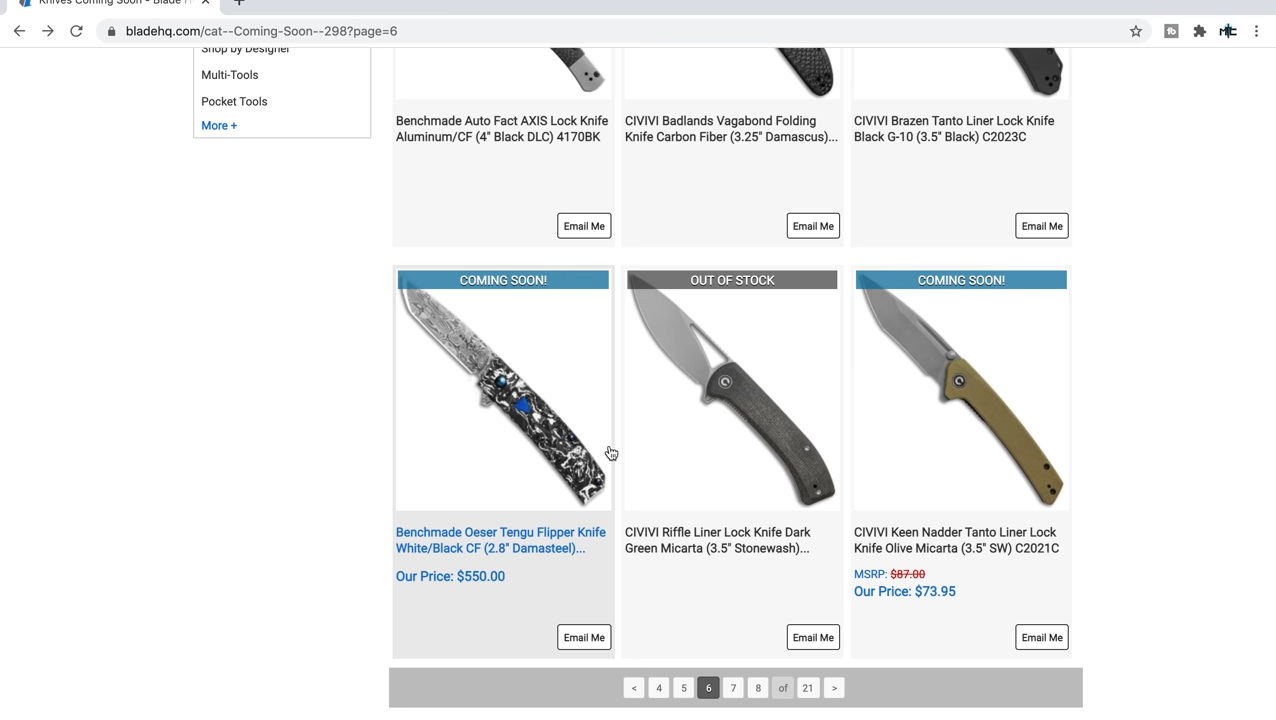 Knives Coming Soon - Blade H
bladehq.com/cat--Coming-Soon--298?page=6
Shop by Designer
Multi-Tools
Pocket Tools
More +
Benchmade Auto Fact AXIS Lock Knife
Aluminum/CF (4" Black DLC) 4170BK
Email Me
CIVIVI Badlands Vagabond Folding
Knife Carbon Fiber (3.25" Damascus)...
Email Me
CIVIVI Brazen Tanto Liner Lock Knife
Black G-10 (3.5" Black) C2023C
Email Me
COMING SOON!
Benchmade Oeser Tengu Flipper Knife
White/Black CF (2.8" Damasteel)...
Our Price: $550.00
Email Me
OUT OF STOCK
CIVIVI Riffle Liner Lock Knife Dark
Green Micarta (3.5" Stonewash)...
Email Me
COMING SOON!
CIVIVI Keen Nadder Tanto Liner Lock
Knife Olive Micarta (3.5" SW) C2021C
MSRP: $87.00
Our Price: $73.95
Email Me
< 4 5 6 7 8 of 21 >